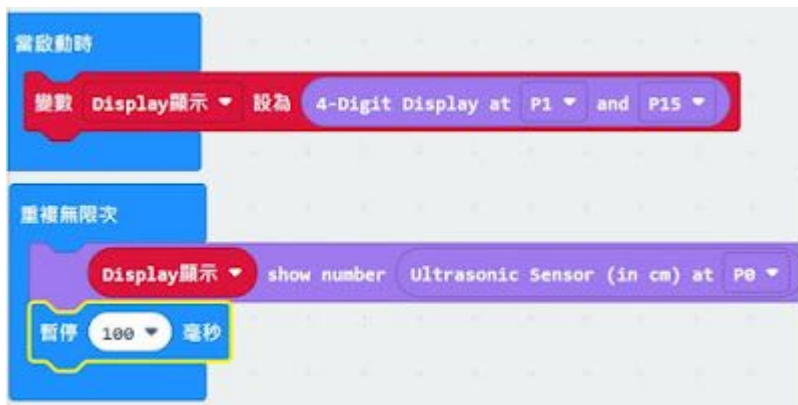 當啟動時
變數 Display顯示 設為 4-Digit Display at P1 and P15
重複無限次
Display顯示 show number Ultrasonic Sensor (in cm) at P0
暫停 100 毫秒